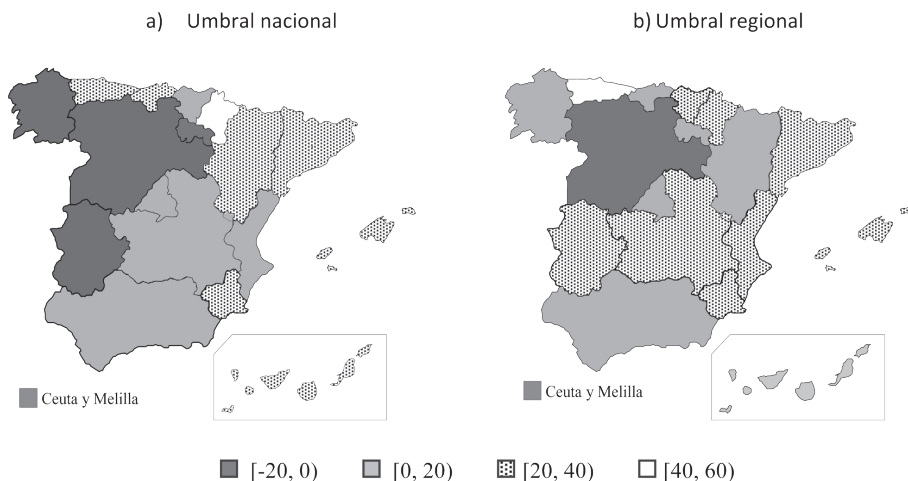 a) Umbral nacional
b) Umbral regional
Ceuta y Melilla
Ceuta y Melilla
[-20, 0) [0, 20) [20, 40) [40, 60)